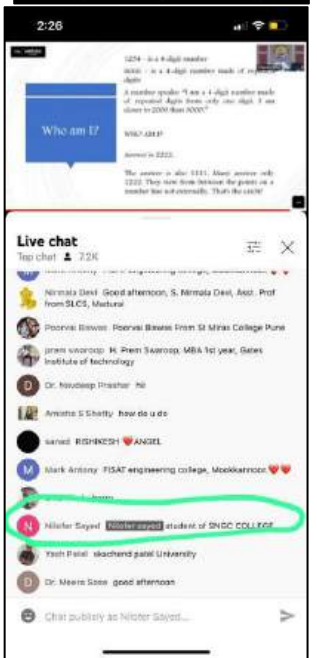 2:26
1234 - is a 4-digit number
is a 4-digit number made of repeated
digits
A number speaks "I am a 4-digit number made
of repeated digits from only one digit. I am
closer to 2000 than 3000."
Who am I?
WHO AM I?
Answer is 2222.
The answer is also 1111. Many answer only
2222. They view from between the points on a
number line not externally. That's the catch!
Live chat
Top chat 7.2K
Nirmala Devi Good afternoon, S. Nirmala Devi, Asst. Prof
from SLCS, Madurai
Poorvai Biswas Poorvai Biswas From St Miras College Pune
prem swaroop H. Prem Swaroop, MBA 1st year, Gates
Institute of technology
Dr. Navdeep Prashar hii
Amisha S Shetty how do u do
sarved RISHIKESH ❤️ANGEL
Mark Antony FISAT engineering college, Mookkannoor ❤️❤️
Nilofer Sayed Nilofer sayed student of SNGC COLLEGE
Yash Patel skachend patel University
Dr. Meera Sone good afternoon
Chat publicly as Nilofer Sayed...